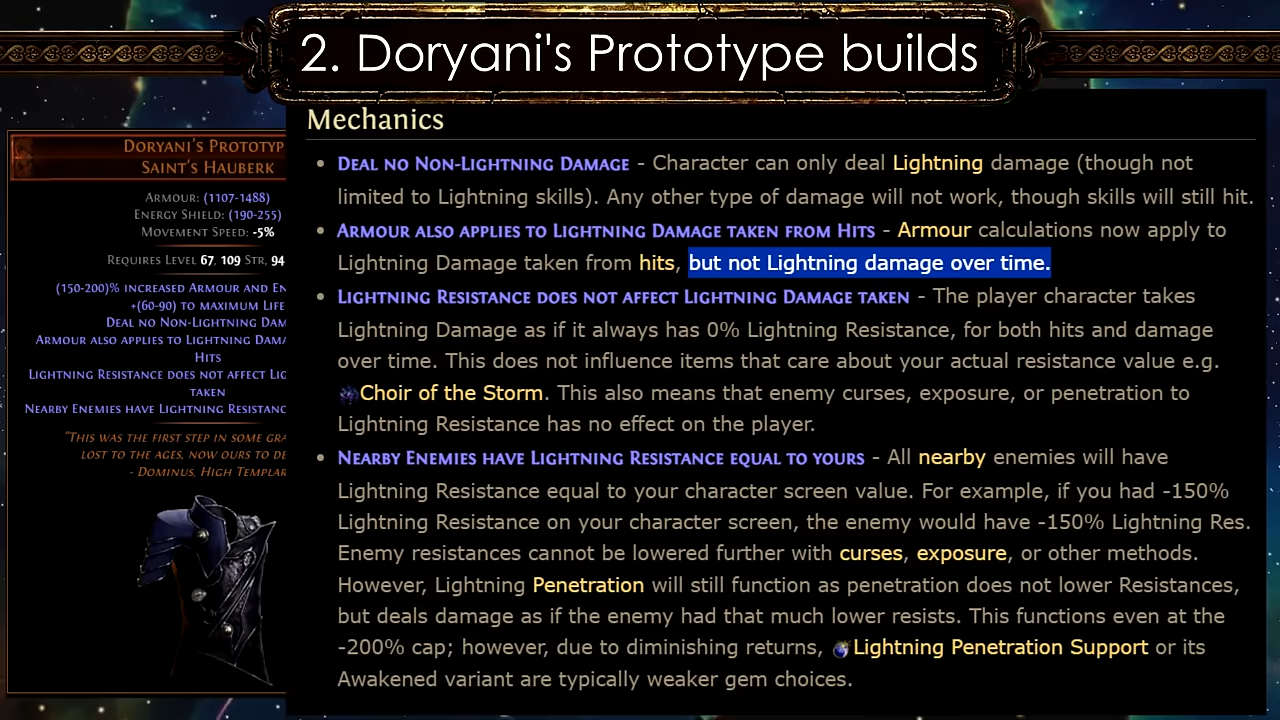 2. Doryani's Prototype builds
DORYANI'S PROTOTYP
SAINT'S HAUBERK
ARMOUR: (1107-1488)
ENERGY SHIELD: (190-255)
MOVEMENT SPEED: -5%
REQUIRES LEVEL 67, 109 STR, 94
(150-200)% INCREASED ARMOUR AND EN
+(60-90) TO MAXIMUM LIFE
DEAL NO NON-LIGHTNING DAM
ARMOUR ALSO APPLIES TO LIGHTNING DAMA
HITS
LIGHTNING RESISTANCE DOES NOT AFFECT LIG
TAKEN
NEARBY ENEMIES HAVE LIGHTNING RESISTANC
"THIS WAS THE FIRST STEP IN SOME GRA
LOST TO THE AGES, NOW OURS TO DE
- DOMINUS, HIGH TEMPLAR
Mechanics
• DEAL NO NON-LIGHTNING DAMAGE - Character can only deal Lightning damage (though not
limited to Lightning skills). Any other type of damage will not work, though skills will still hit.
• ARMOUR ALSO APPLIES TO LIGHTNING DAMAGE TAKEN FROM HITS - Armour calculations now apply to
Lightning Damage taken from hits, but not Lightning damage over time.
• LIGHTNING RESISTANCE DOES NOT AFFECT LIGHTNING DAMAGE TAKEN - The player character takes
Lightning Damage as if it always has 0% Lightning Resistance, for both hits and damage
over time. This does not influence items that care about your actual resistance value e.g.
Choir of the Storm. This also means that enemy curses, exposure, or penetration to
Lightning Resistance has no effect on the player.
• NEARBY ENEMIES HAVE LIGHTNING RESISTANCE EQUAL TO YOURS - All nearby enemies will have
Lightning Resistance equal to your character screen value. For example, if you had -150%
Lightning Resistance on your character screen, the enemy would have -150% Lightning Res.
Enemy resistances cannot be lowered further with curses, exposure, or other methods.
However, Lightning Penetration will still function as penetration does not lower Resistances,
but deals damage as if the enemy had that much lower resists. This functions even at the
-200% cap; however, due to diminishing returns, Lightning Penetration Support or its
Awakened variant are typically weaker gem choices.